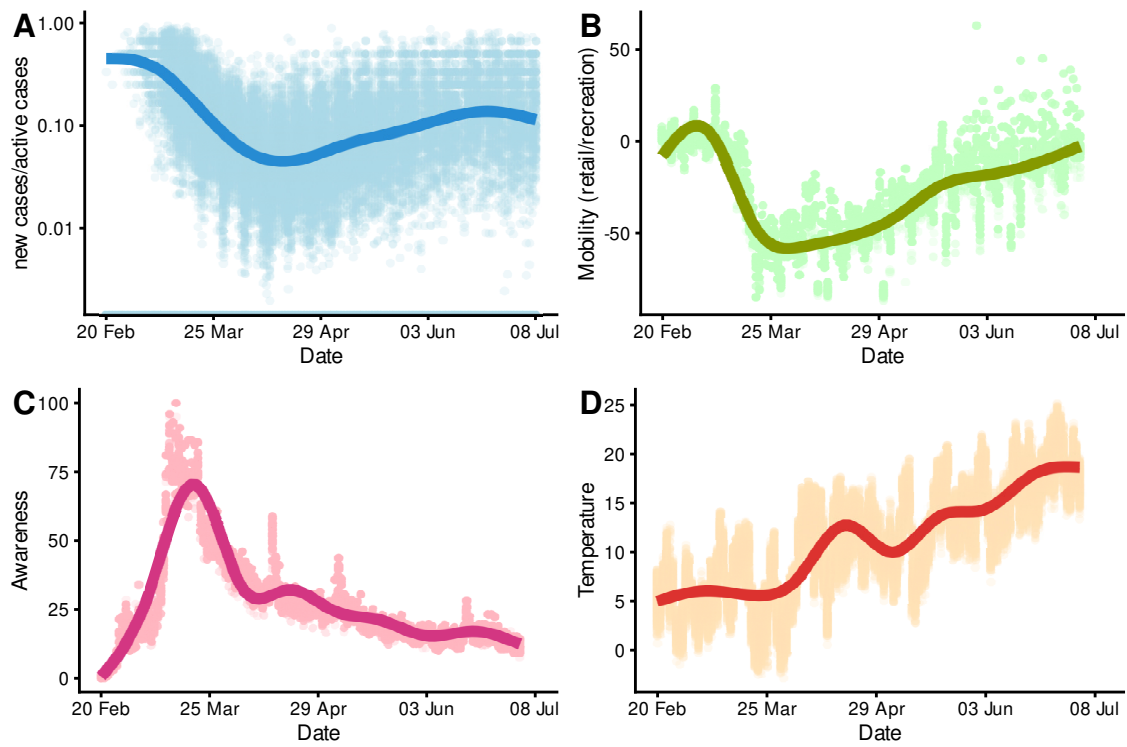 A
new cases/active cases
1.00
0.10
0.01
20 Feb 25 Mar 29 Apr 03 Jun 08 Jul
Date
B
Mobility (retail/recreation)
50
0
-50
20 Feb 25 Mar 29 Apr 03 Jun 08 Jul
Date
C
Awareness
100
75
50
25
0
20 Feb 25 Mar 29 Apr 03 Jun 08 Jul
Date
D
Temperature
25
20
15
10
5
0
20 Feb 25 Mar 29 Apr 03 Jun 08 Jul
Date